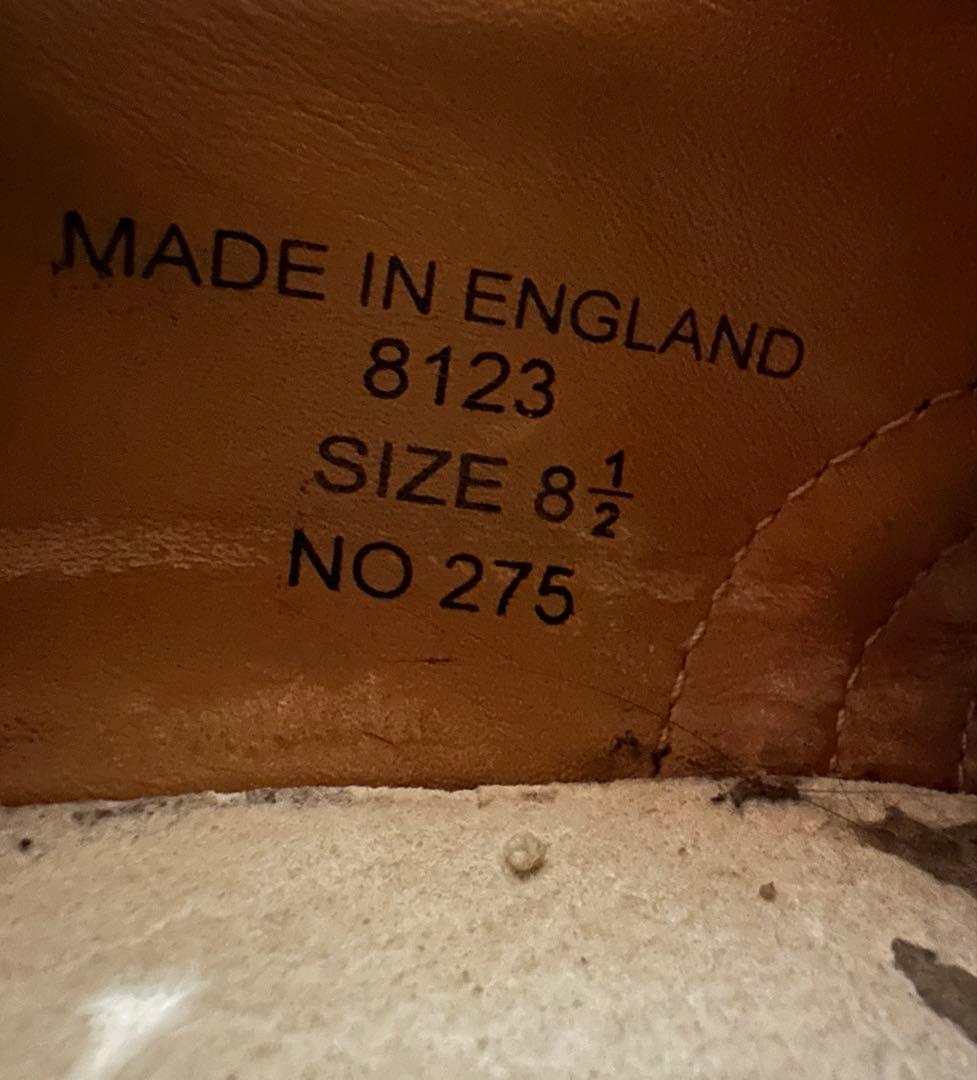 MADE IN ENGLAND
8123
SIZE 8½
NO 275